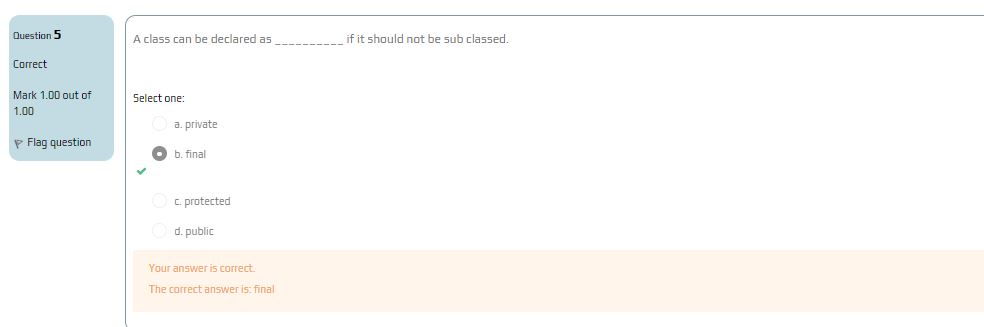 Question 5
Correct
Mark 1.00 out of
1.00
Flag question
A class can be declared as __________ if it should not be sub classed.
Select one:
a. private
b. final
c. protected
d. public
Your answer is correct.
The correct answer is: final